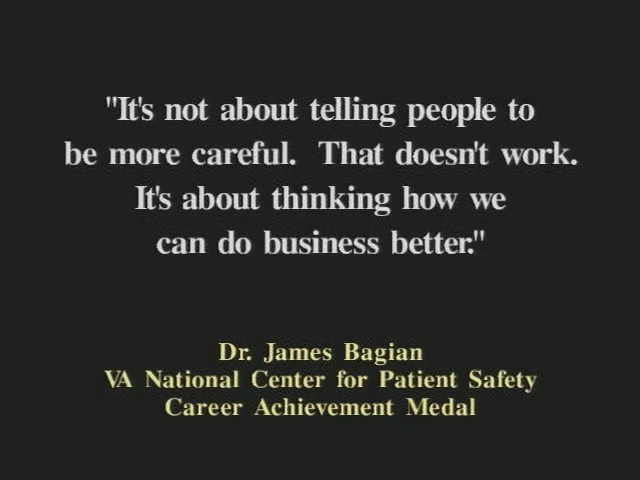 "It's not about telling people to
be more careful.  That doesn't work.
It's about thinking how we
can do business better."
Dr. James Bagian
VA National Center for Patient Safety
Career Achievement Medal